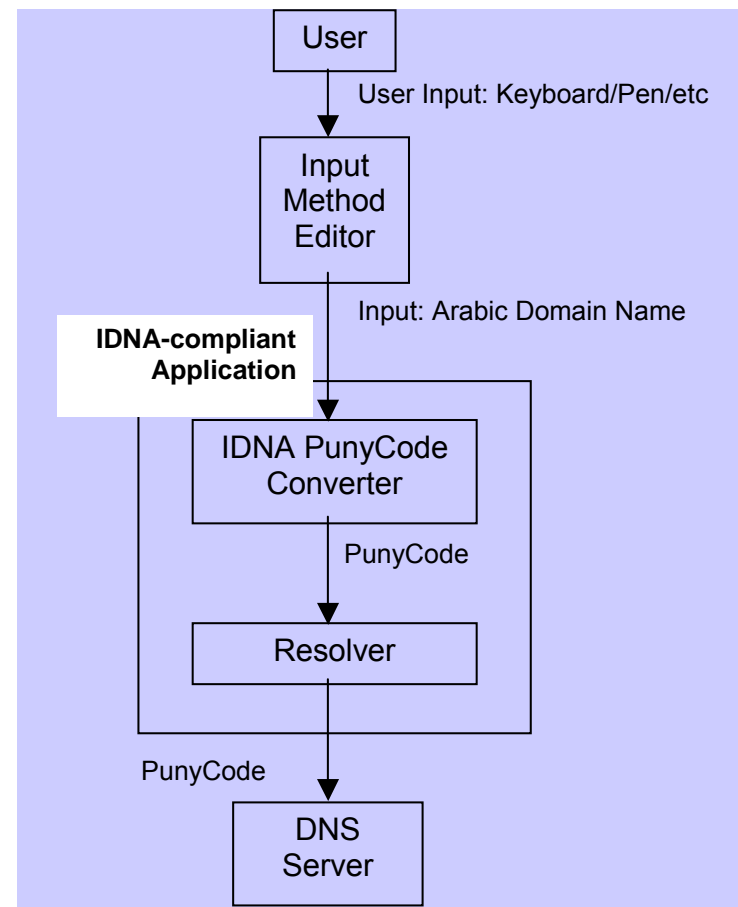 User
User Input: Keyboard/Pen/etc
Input
Method
Editor
Input: Arabic Domain Name
IDNA-compliant
Application
IDNA PunyCode
Converter
PunyCode
Resolver
PunyCode
DNS
Server